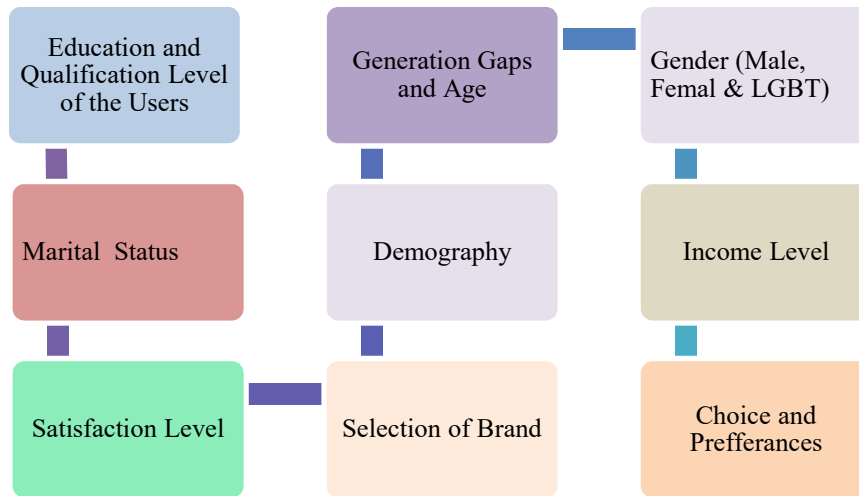 Education and
Qualification Level
of the Users
Marital Status
Satisfaction Level
Selection of Brand
Demography
Generation Gaps
and Age
Gender (Male,
Femal & LGBT)
Income Level
Choice and
Prefferances